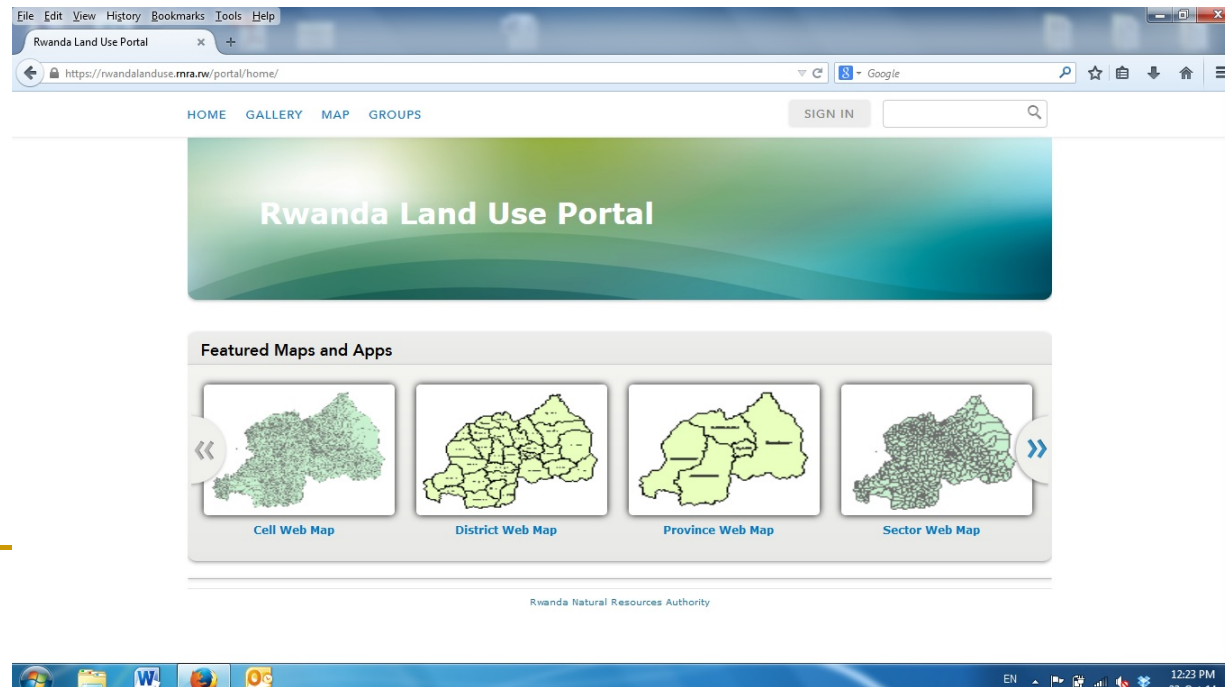 File Edit View History Bookmarks Tools Help
Rwanda Land Use Portal × +
https://rwandalanduse.rnra.rw/portal/home/ 8 Google
HOME GALLERY MAP GROUPS SIGN IN
Rwanda Land Use Portal
Featured Maps and Apps
Cell Web Map District Web Map Province Web Map Sector Web Map
Rwanda Natural Resources Authority
EN 12:23 PM